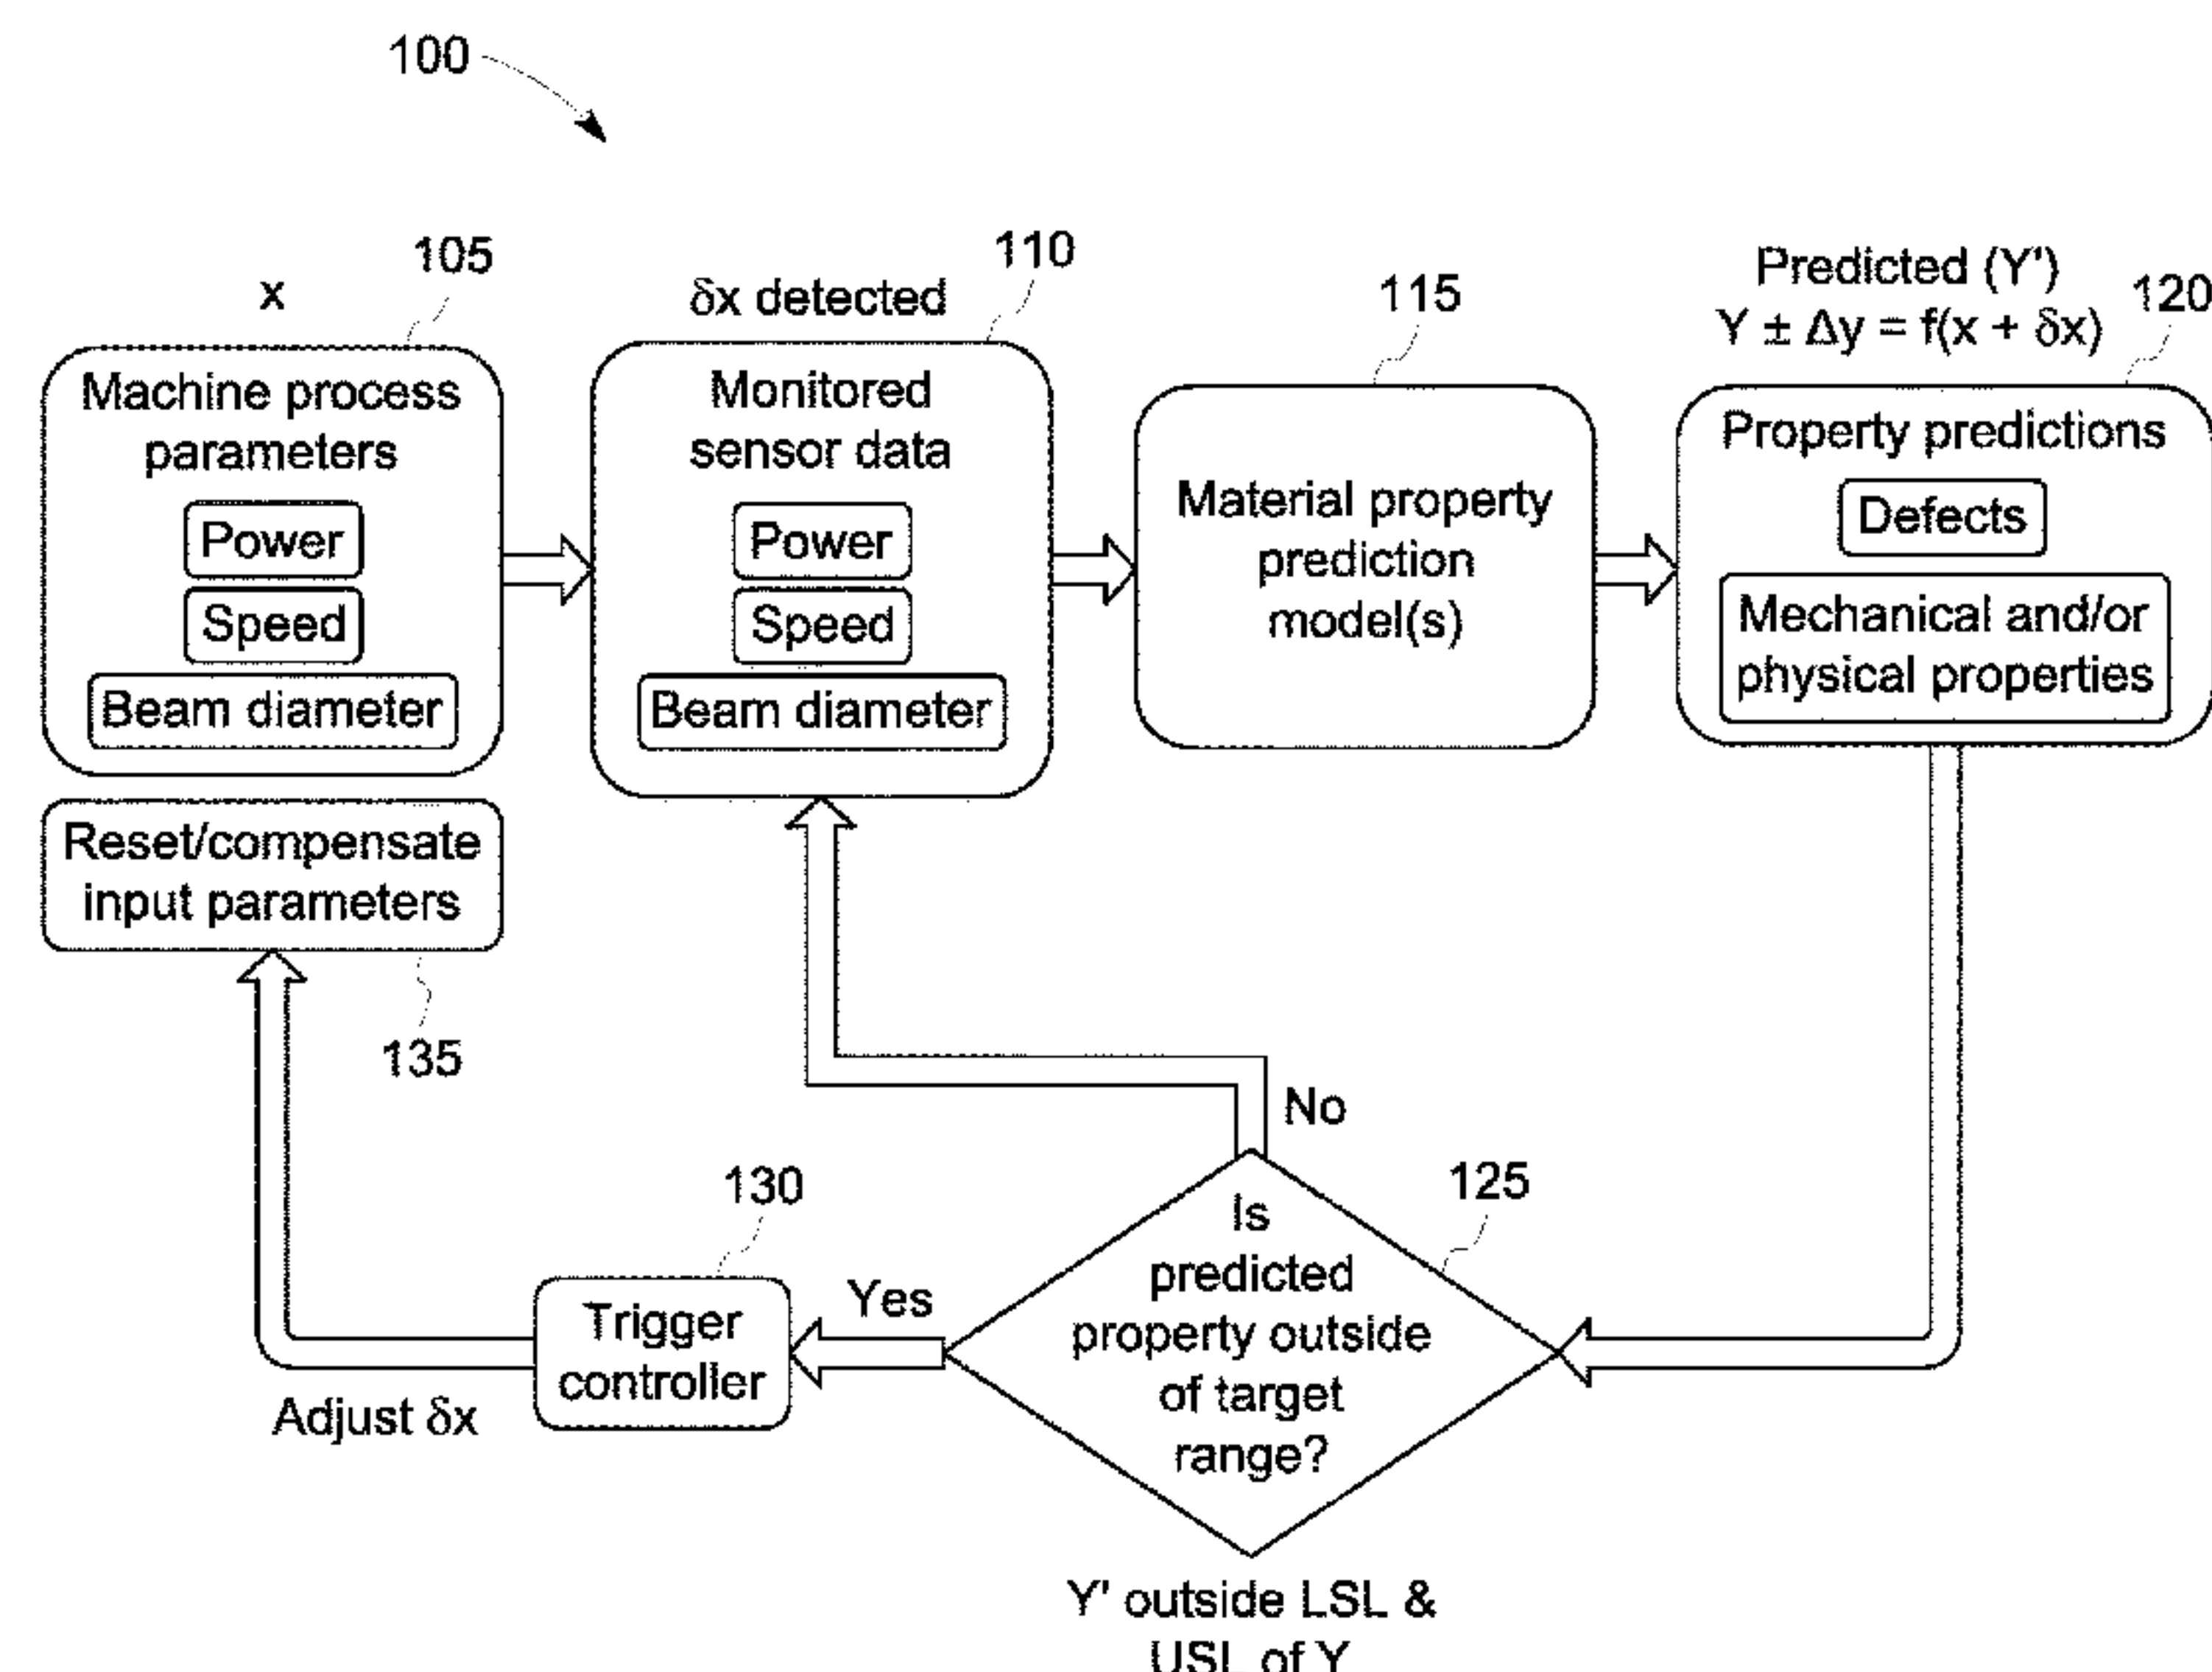 100
x
105
Machine process
parameters
Power
Speed
Beam diameter
δx detected
110
Monitored
sensor data
Power
Speed
Beam diameter
115
Material property
prediction
model(s)
Predicted (Y')
Y ± Δy = f(x + δx)
120
Property predictions
Defects
Mechanical and/or
physical properties
Reset/compensate
input parameters
135
No
125
Is
predicted
property outside
of target
range?
Yes
130
Trigger
controller
Adjust δx
Y' outside LSL &
USL of Y